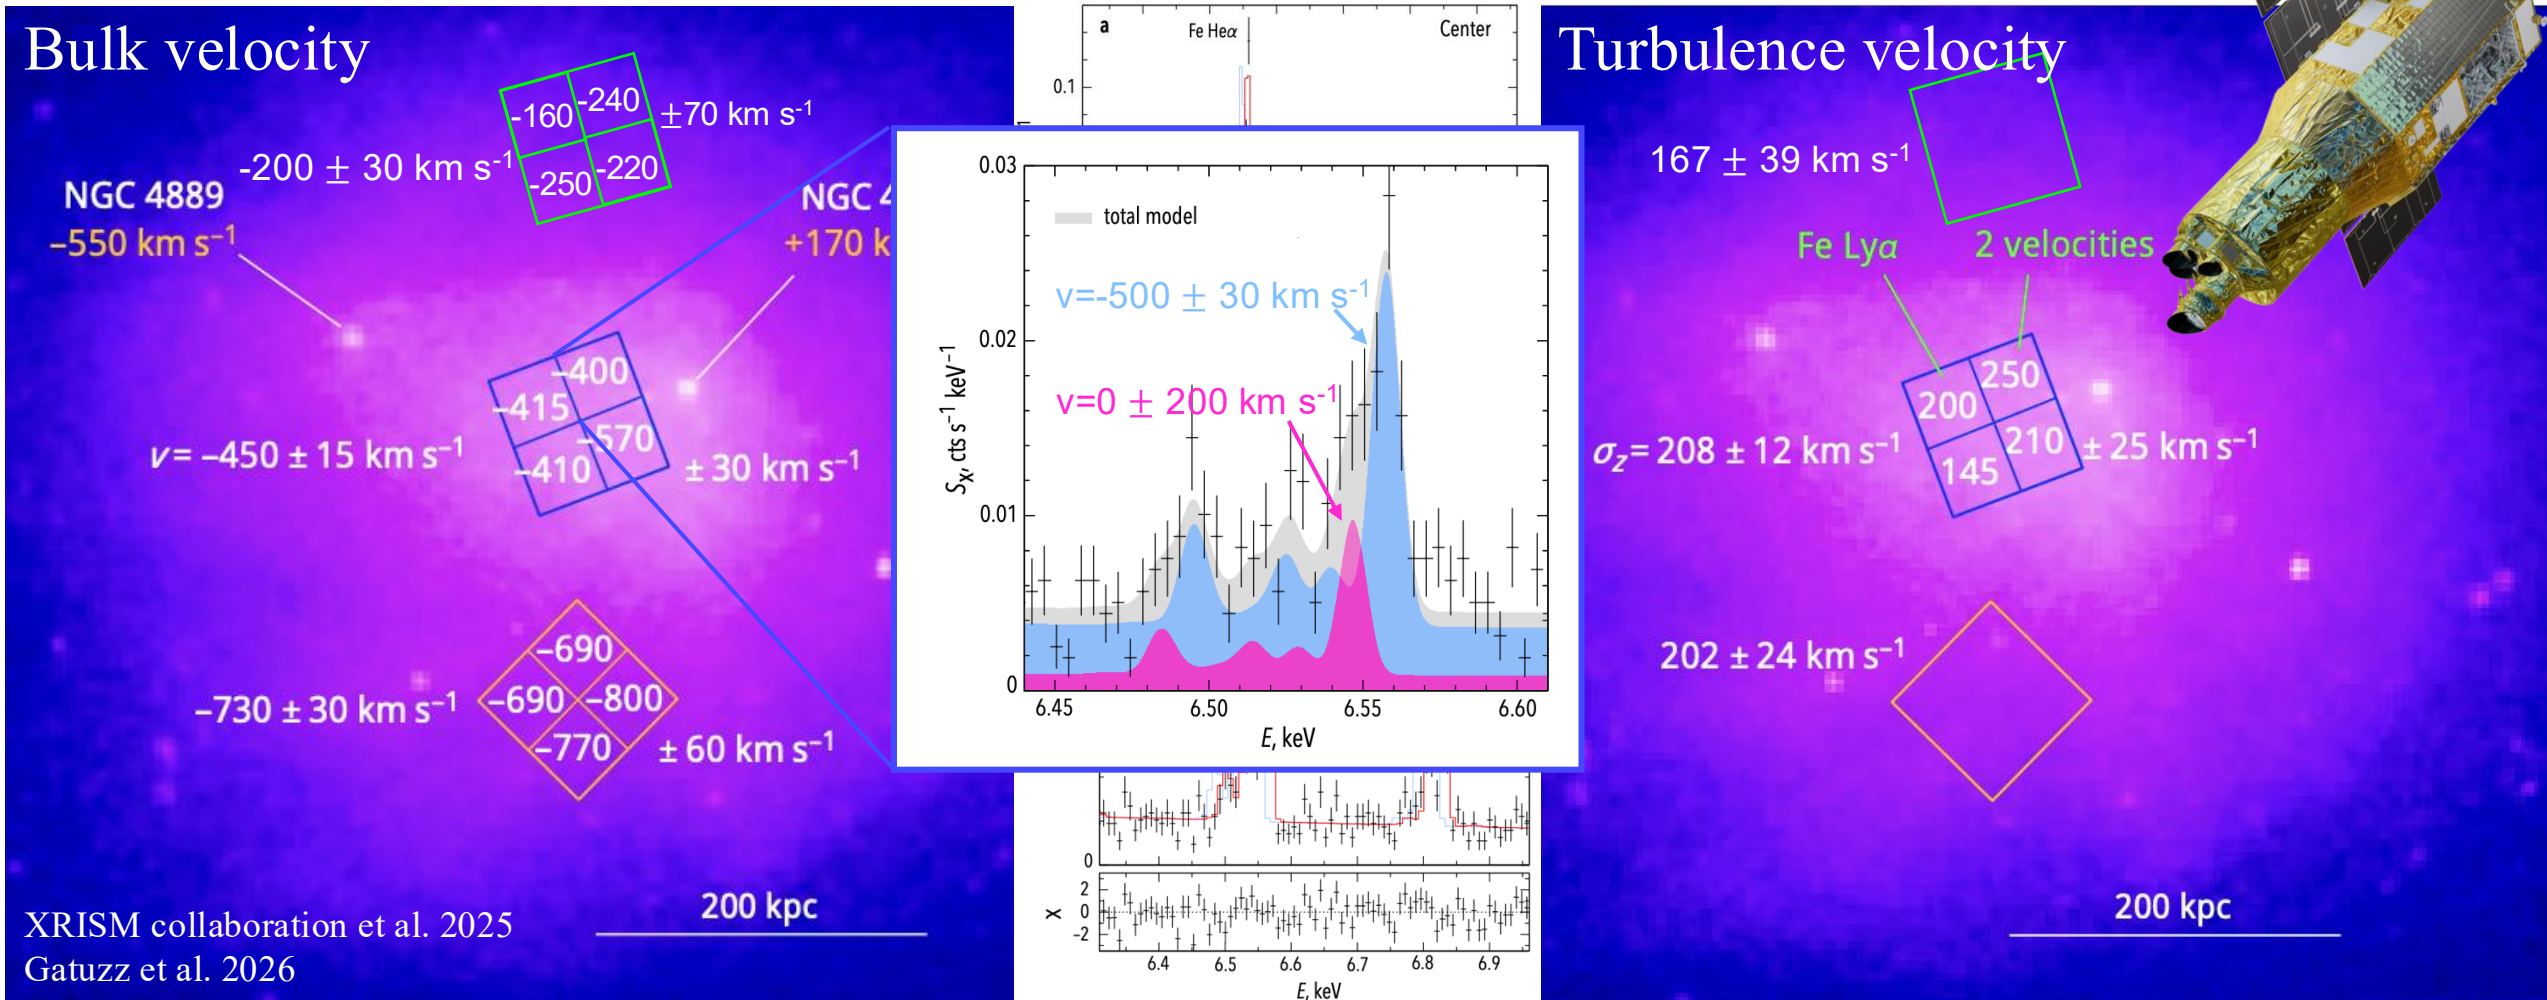 Bulk velocity
-160
-240
±70 km s-1
-200 ± 30 km s-1
-250
-220
NGC 4889
−550 km s−1
NGC 4
+170 k
−400
−415
−570
−410
v = −450 ± 15 km s−1
± 30 km s−1
−690
−690
−800
−770
−730 ± 30 km s−1
± 60 km s−1
200 kpc
XRISM collaboration et al. 2025
Gatuzz et al. 2026
a
Fe Heα
Center
0.1
0.03
0.02
0.01
0
SX, cts s−1 keV−1
total model
v=-500 ± 30 km s-1
v=0 ± 200 km s-1
6.45
6.50
6.55
6.60
E, keV
0
2
0
−2
χ
6.4
6.5
6.6
6.7
6.8
6.9
E, keV
Turbulence velocity
167 ± 39 km s-1
Fe Lyα
2 velocities
250
200
210
145
σz = 208 ± 12 km s−1
± 25 km s−1
202 ± 24 km s−1
200 kpc